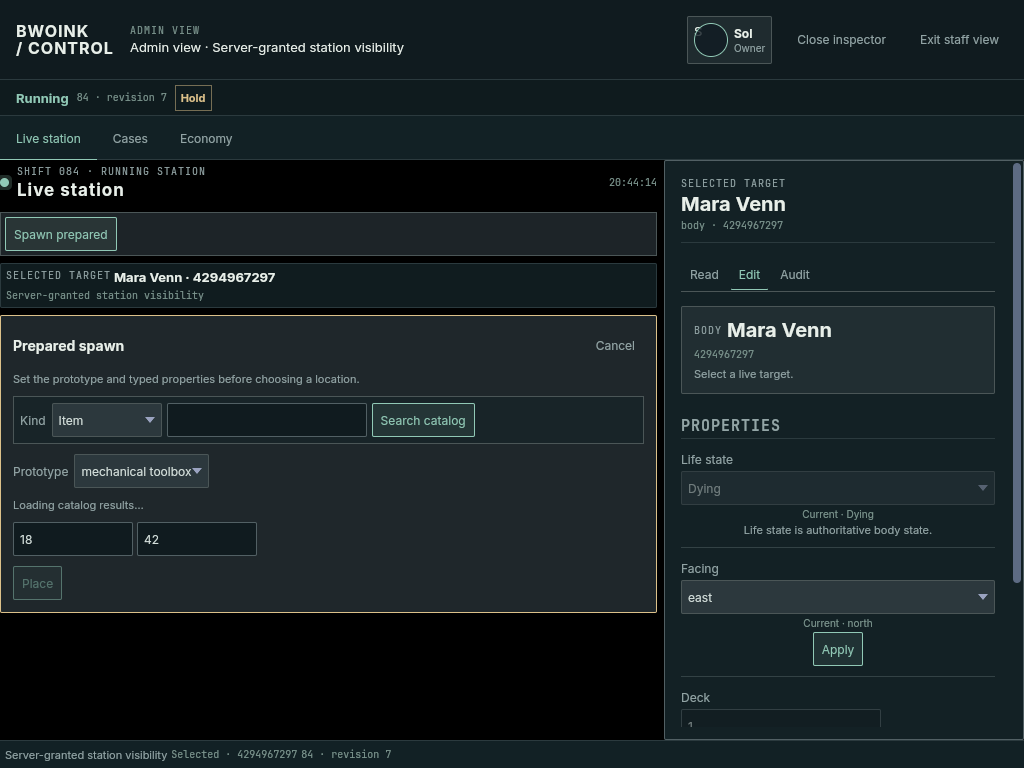 BWOINK
/ CONTROL
ADMIN VIEW
Admin view · Server-granted station visibility
S
Sol
Owner
Close inspector
Exit staff view
Running 84 · revision 7 Hold
Live station Cases Economy
SHIFT 084 · RUNNING STATION
Live station
20:44:14
Spawn prepared
SELECTED TARGET Mara Venn · 4294967297
Server-granted station visibility
Prepared spawn
Cancel
Set the prototype and typed properties before choosing a location.
Kind Item Search catalog
Prototype mechanical toolbox
Loading catalog results...
18 42
Place
SELECTED TARGET
Mara Venn
body · 4294967297
Read Edit Audit
BODY Mara Venn
4294967297
Select a live target.
PROPERTIES
Life state
Dying
Current · Dying
Life state is authoritative body state.
Facing
east
Current · north
Apply
Deck
1
Server-granted station visibility Selected · 4294967297 84 · revision 7